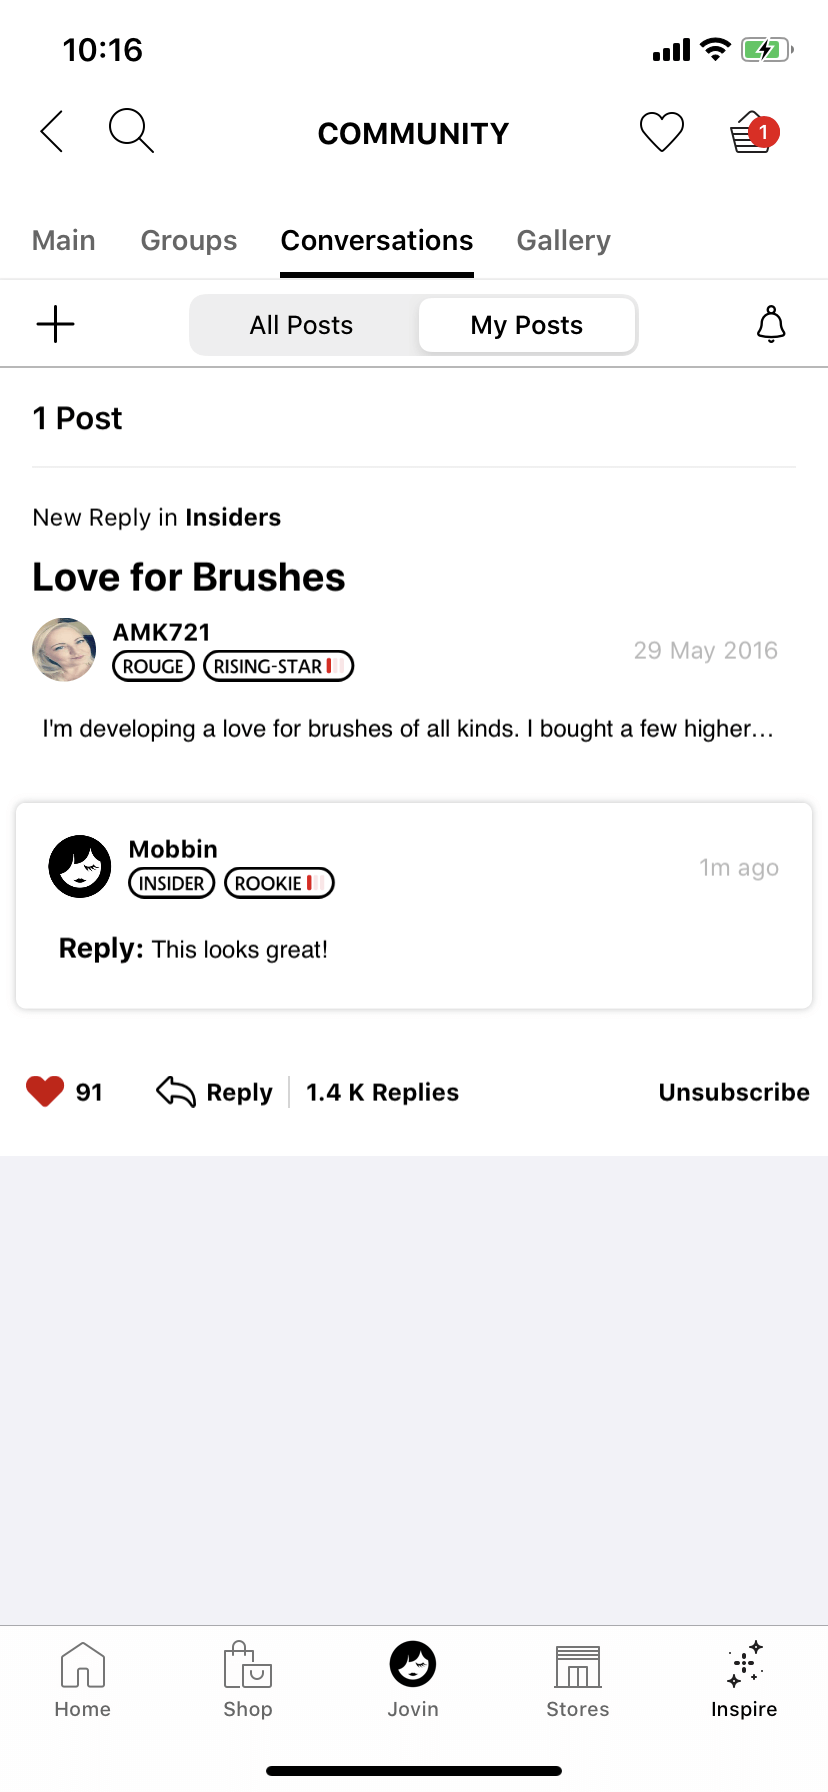 10:16
COMMUNITY
1
Main Groups Conversations Gallery
All Posts My Posts
1 Post
New Reply in Insiders
Love for Brushes
AMK721
ROUGE RISING-STAR
29 May 2016
I'm developing a love for brushes of all kinds. I bought a few higher...
Mobbin
INSIDER ROOKIE
1m ago
Reply: This looks great!
91 Reply 1.4 K Replies Unsubscribe
Home Shop Jovin Stores Inspire